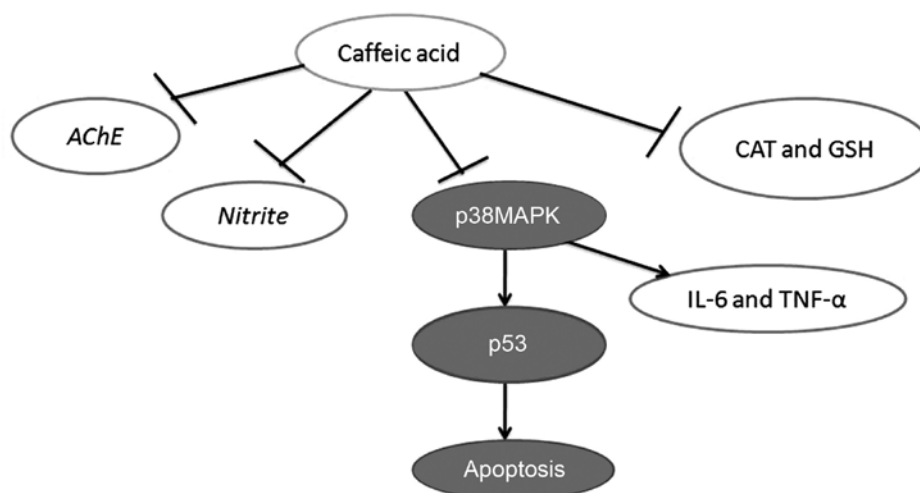 Caffeic acid
AChE
CAT and GSH
Nitrite
p38MAPK
IL-6 and TNF-α
p53
Apoptosis